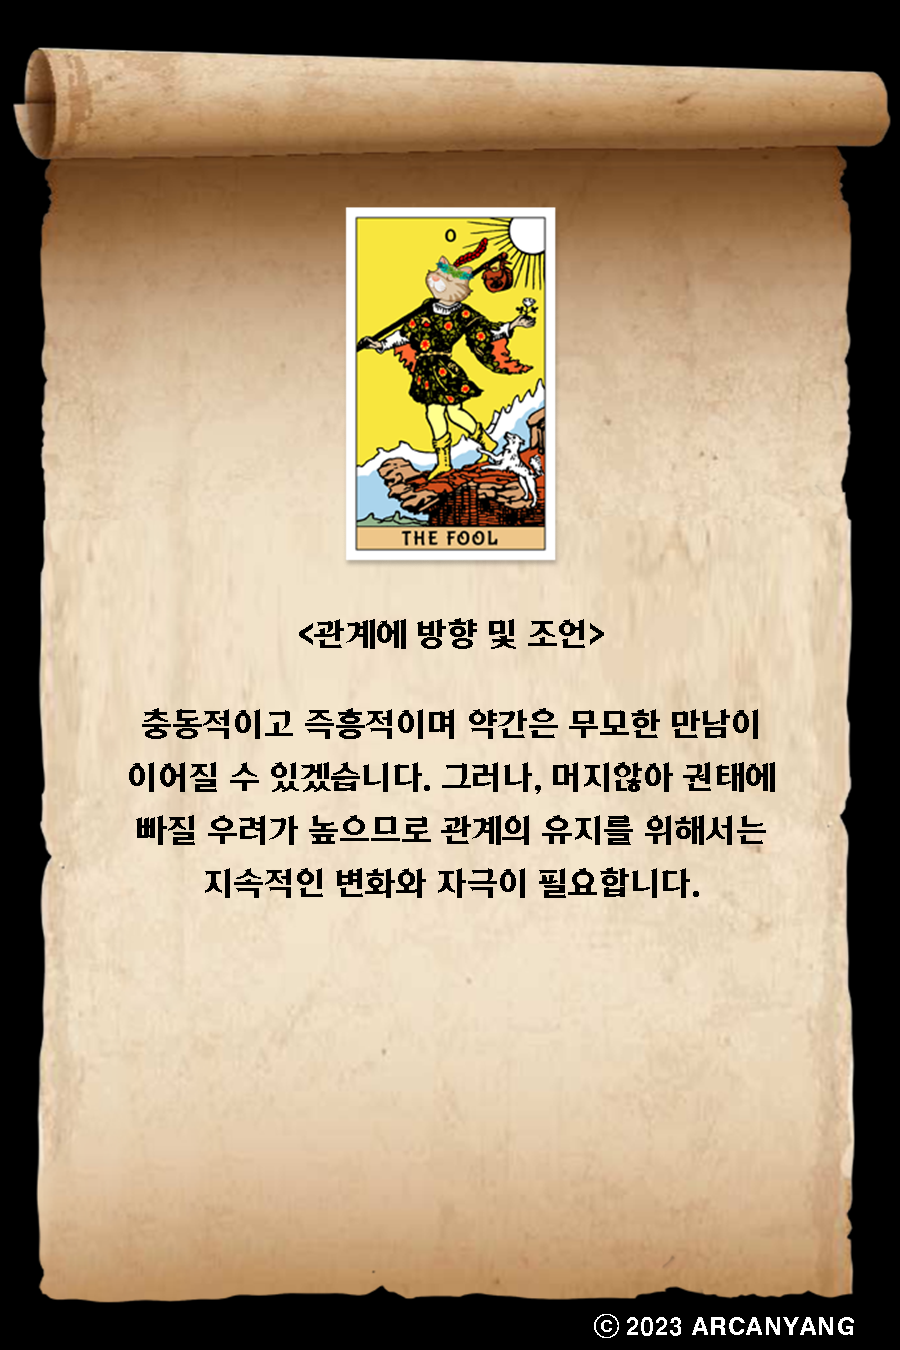 0
THE FOOL
<관계에 방향 및 조언>
충동적이고 즉흥적이며 약간은 무모한 만남이
이어질 수 있겠습니다. 그러나, 머지않아 권태에
빠질 우려가 높으므로 관계의 유지를 위해서는
지속적인 변화와 자극이 필요합니다.
ⓒ 2023 ARCANYANG